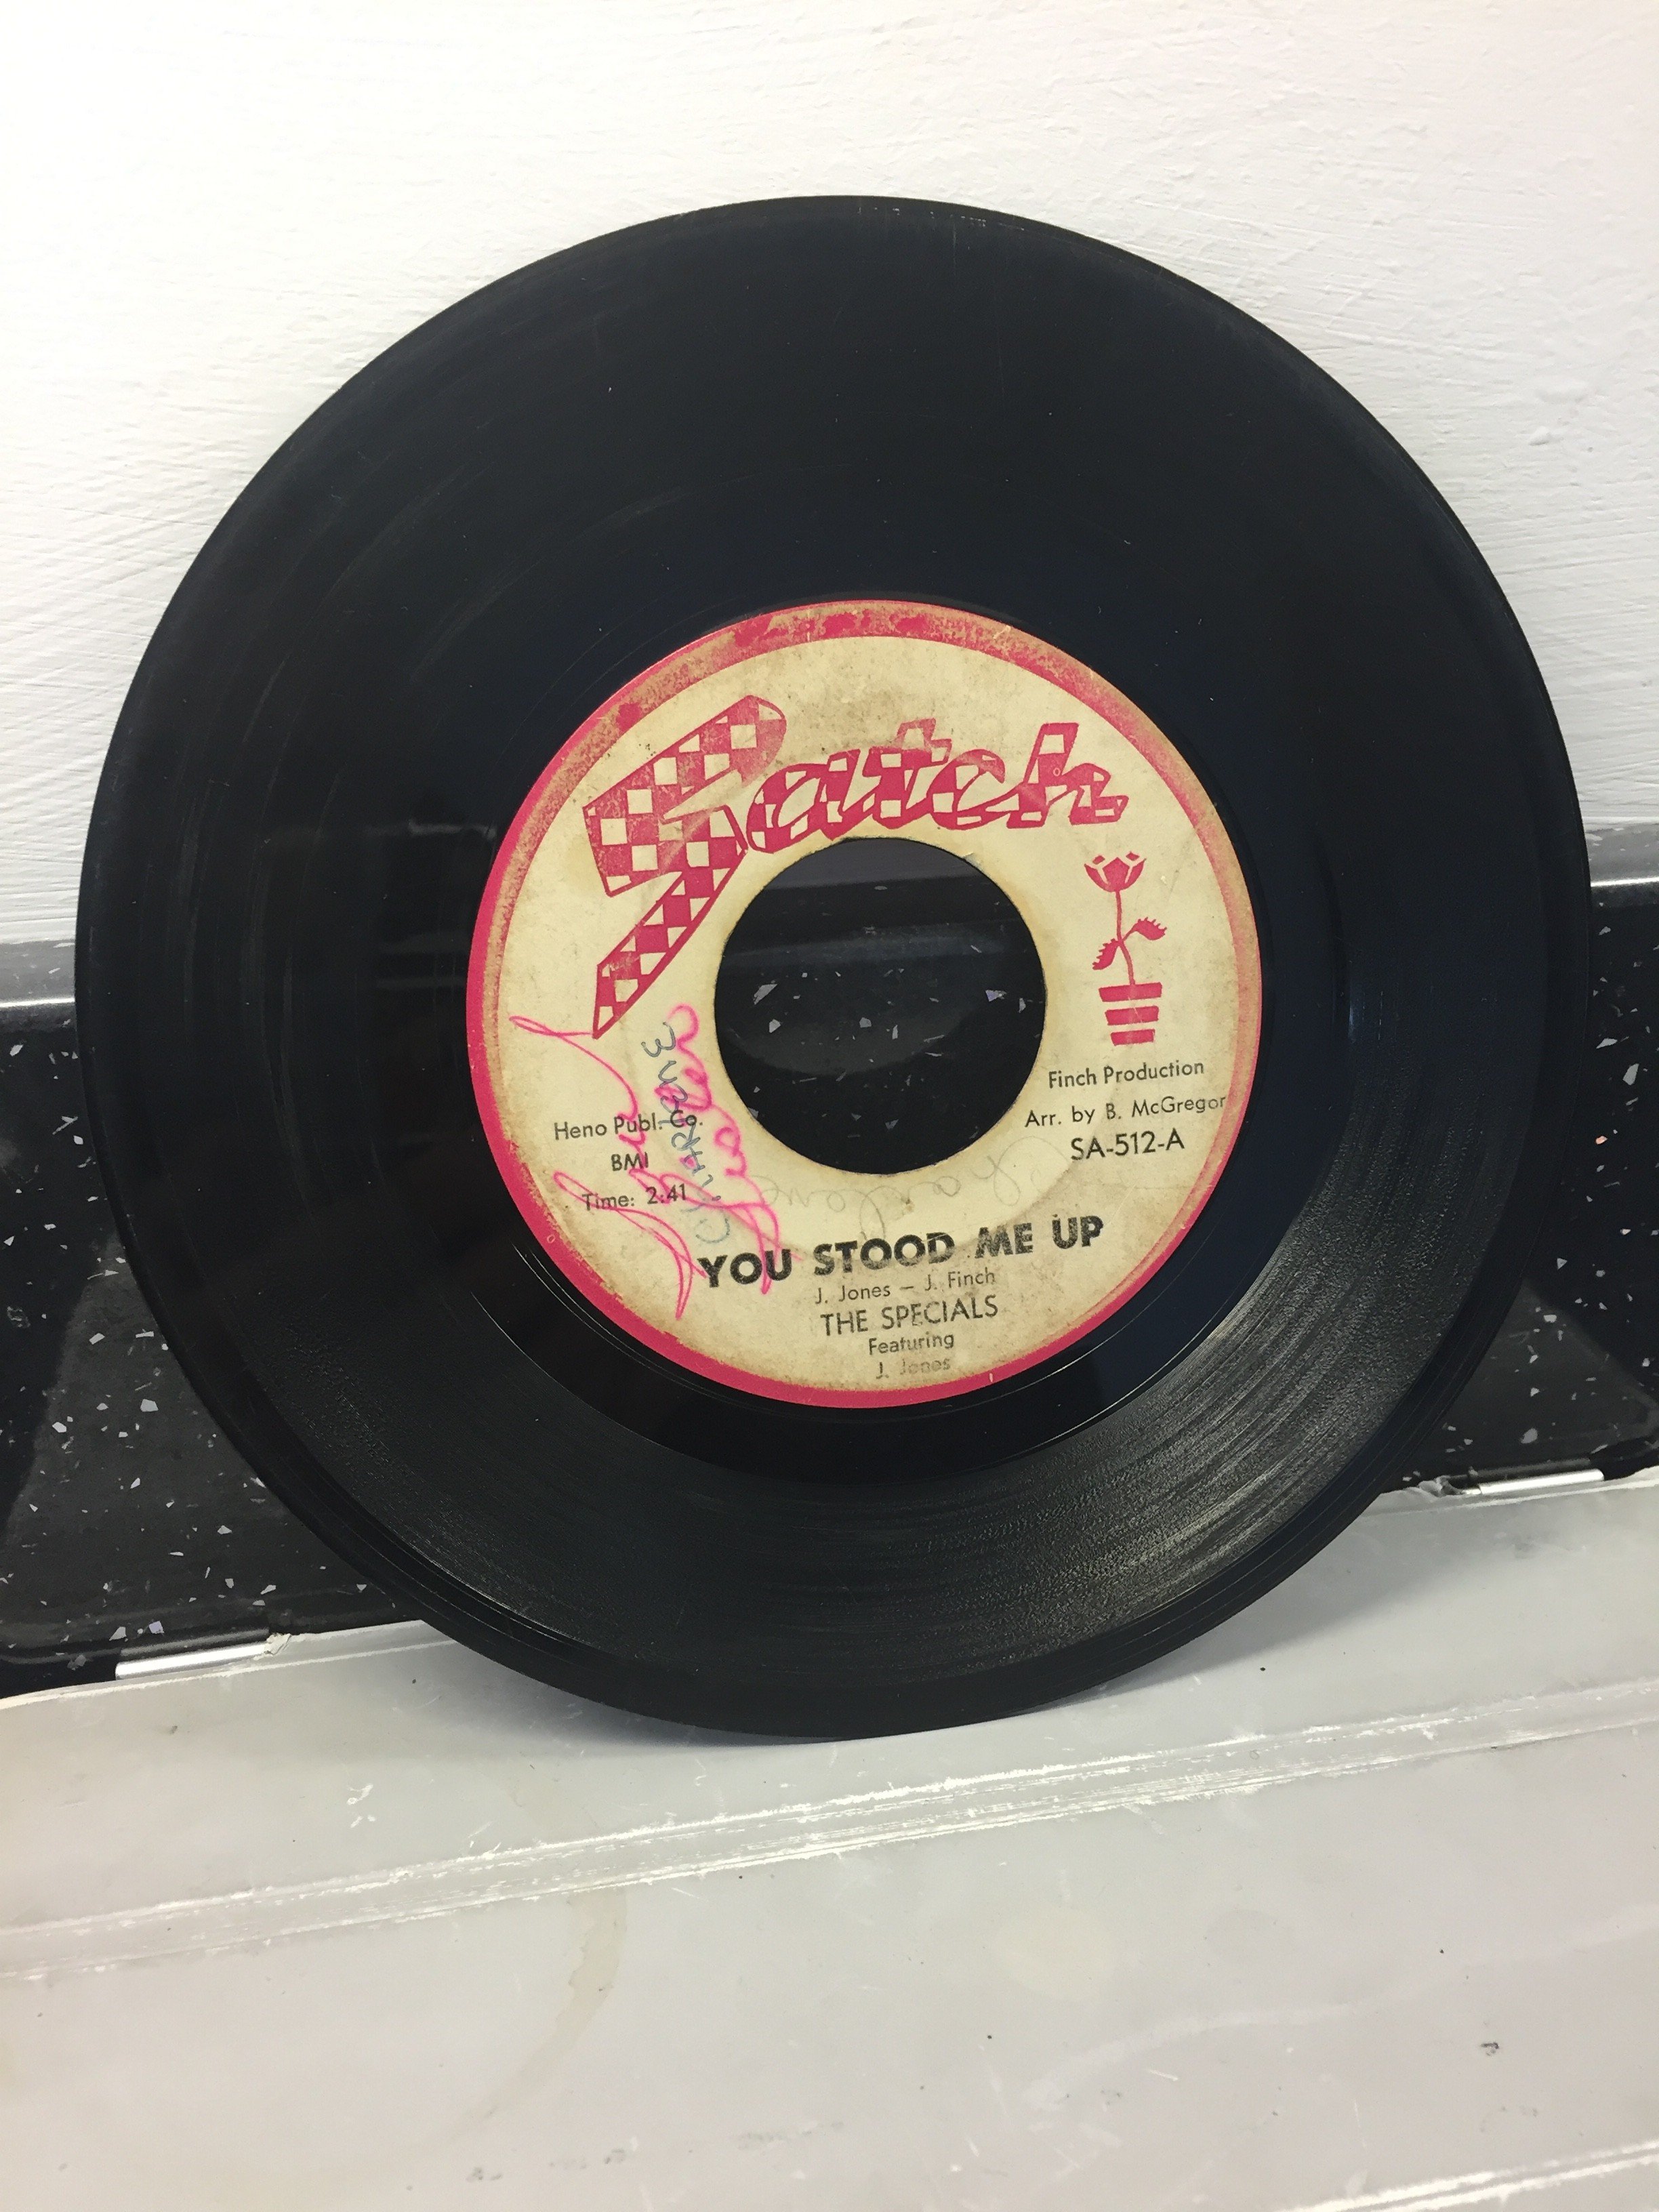 Satch
Finch Production
Arr. by B. McGregor
SA-512-A
Heno Publ. Co.
BMI
Time: 2:41
CHARLENE
YOU STOOD ME UP
J. Jones – J. Finch
THE SPECIALS
Featuring
J. Jones